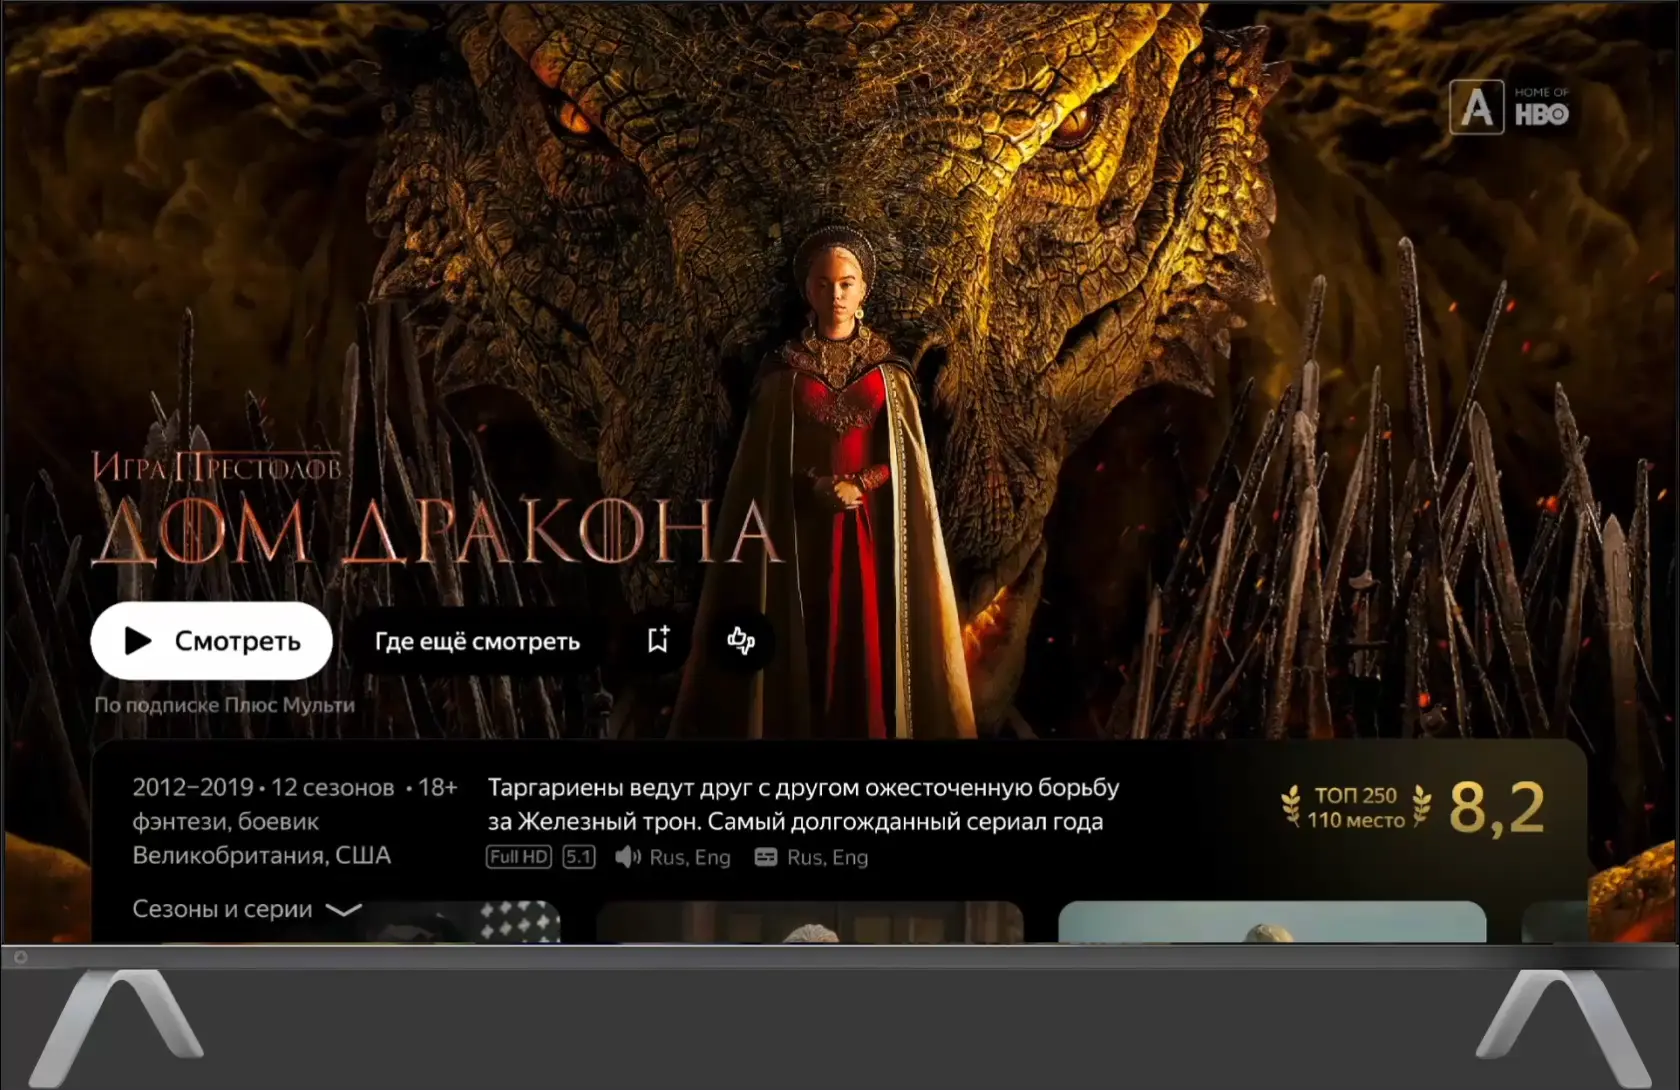 A HOME OF
HBO
ИГРА ПРЕСТОЛОВ
ДОМ ДРАКОНА
Смотреть
Где ещё смотреть
По подписке Плюс Мульти
2012–2019 • 12 сезонов • 18+
фэнтези, боевик
Великобритания, США
Таргариены ведут друг с другом ожесточенную борьбу
за Железный трон. Самый долгожданный сериал года
Full HD 5.1 Rus, Eng Rus, Eng
ТОП 250
110 место
8,2
Сезоны и серии